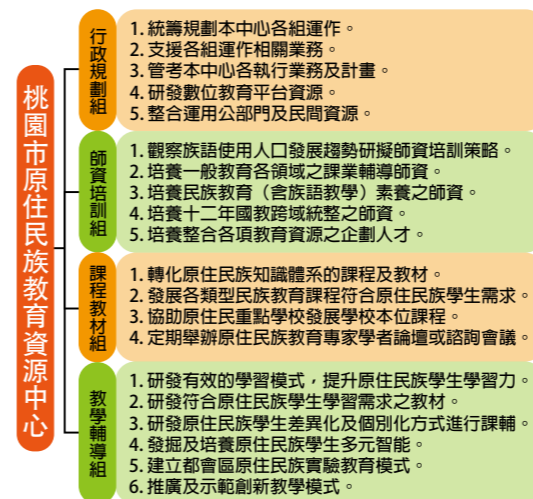 桃園市原住民族教育資源中心
行政規劃組
1. 統籌規劃本中心各組運作。
2. 支援各組運作相關業務。
3. 管考本中心各執行業務及計畫。
4. 研發數位教育平台資源。
5. 整合運用公部門及民間資源。
師資培訓組
1. 觀察族語使用人口發展趨勢研擬師資培訓策略。
2. 培養一般教育各領域之課業輔導師資。
3. 培養民族教育（含族語教學）素養之師資。
4. 培養十二年國教跨域統整之師資。
5. 培養整合各項教育資源之企劃人才。
課程教材組
1. 轉化原住民族知識體系的課程及教材。
2. 發展各類型民族教育課程符合原住民族學生需求。
3. 協助原住民重點學校發展學校本位課程。
4. 定期舉辦原住民族教育專家學者論壇或諮詢會議。
教學輔導組
1. 研發有效的學習模式，提升原住民族學生學習力。
2. 研發符合原住民族學生學習需求之教材。
3. 研發原住民族學生差異化及個別化方式進行課輔。
4. 發掘及培養原住民族學生多元智能。
5. 建立都會區原住民族實驗教育模式。
6. 推廣及示範創新教學模式。